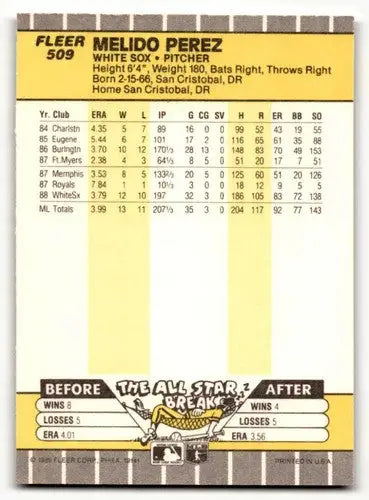 FLEER
509
MELIDO PEREZ
WHITE SOX • PITCHER
Height 6'4", Weight 180, Bats Right, Throws Right
Born 2-15-66, San Cristobal, DR
Home San Cristobal, DR
Yr. Club ERA W L IP G CG SV H R ER BB SO
84 Charlstn 4.35 5 7 89 16 0 0 99 52 43 19 55
85 Eugene 5.44 6 7 101 17 2 0 116 65 61 35 88
86 Burlngtn 3.70 10 12 170⅓ 28 13 0 148 83 70 49 153
87 Ft.Myers 2.38 4 3 64⅓ 8 5 0 51 20 17 7 51
87 Memphis 3.53 8 5 133⅔ 20 5 0 125 60 51 20 126
87 Royals 7.84 1 1 10⅓ 3 0 0 18 12 9 5 5
88 WhiteSx 3.79 12 10 197 32 3 0 186 105 83 72 138
ML Totals 3.99 13 11 207⅓ 35 3 0 204 117 92 77 143
BEFORE THE ALL STAR BREAK AFTER
WINS 8 WINS 4
LOSSES 5 LOSSES 5
ERA 4.01 ERA 3.56
© 1989 FLEER CORP., PHILA. 19141 PRINTED IN U.S.A.